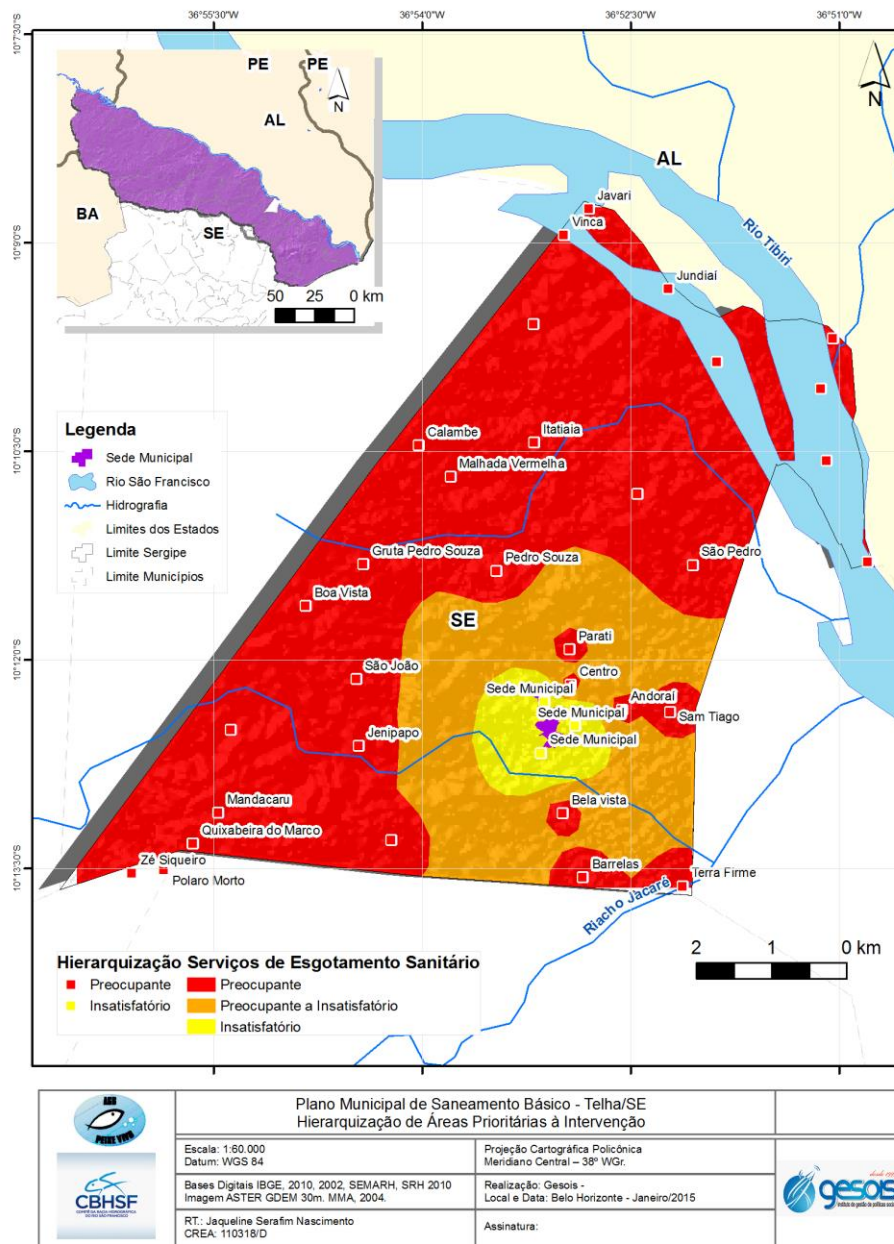 36°55'30"O
36°54'0"O
36°52'30"O
36°51'0"O
10°7'30"S
10°9'0"S
10°10'30"S
10°12'0"S
10°13'30"S
PE
PE
AL
BA
SE
N
50 25 0 km
N
AL
Rio Tibiri
Javari
Vinca
Jundiaí
Calambe
Itatiaia
Malhada Vermelha
Gruta Pedro Souza
Pedro Souza
São Pedro
Boa Vista
SE
Parati
São João
Centro
Sede Municipal
Andoraí
Sede Municipal
Sam Tiago
Jenipapo
Sede Municipal
Mandacaru
Bela vista
Quixabeira do Marco
Zé Siqueiro
Polaro Morto
Barrelas
Terra Firme
Riacho Jacaré
Legenda
Sede Municipal
Rio São Francisco
Hidrografia
Limites dos Estados
Limite Sergipe
Limite Municípios
2 1 0 km
Hierarquização Serviços de Esgotamento Sanitário
Preocupante
Insatisfatório
Preocupante
Preocupante a Insatisfatório
Insatisfatório
AGB
PEIXE VIVO
CBHSF
Plano Municipal de Saneamento Básico - Telha/SE
Hierarquização de Áreas Prioritárias à Intervenção
Escala: 1:60.000
Datum: WGS 84
Projeção Cartográfica Policônica
Meridiano Central – 38º WGr.
Bases Digitais IBGE, 2010, 2002, SEMARH, SRH 2010
Imagem ASTER GDEM 30m. MMA, 2004.
Realização: Gesois -
Local e Data: Belo Horizonte - Janeiro/2015
RT.: Jaqueline Serafim Nascimento
CREA: 110318/D
Assinatura:
gesois